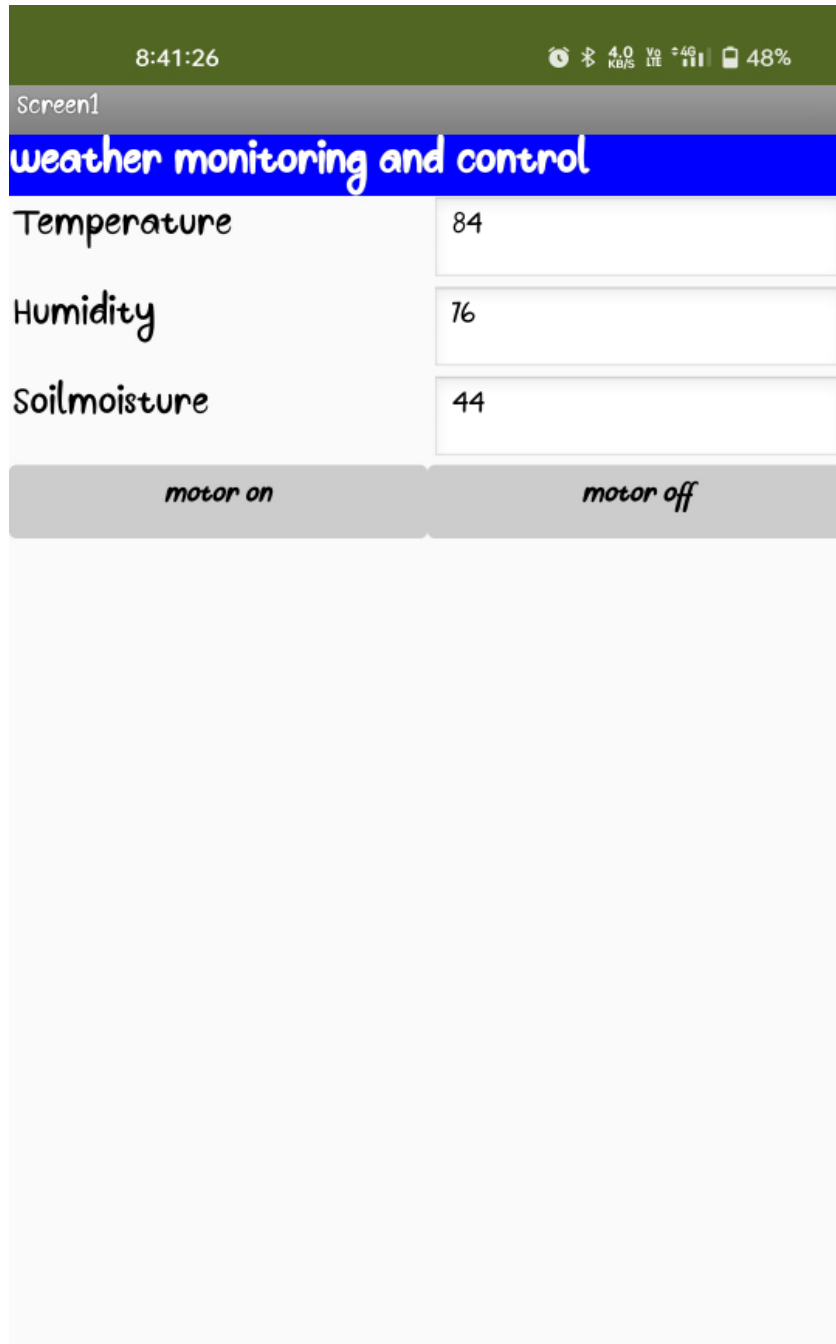 8:41:26 4.0 KB/S Vo LTE 4G 48%
Screen1
weather monitoring and control
Temperature 84
Humidity 76
Soilmoisture 44
motor on motor off